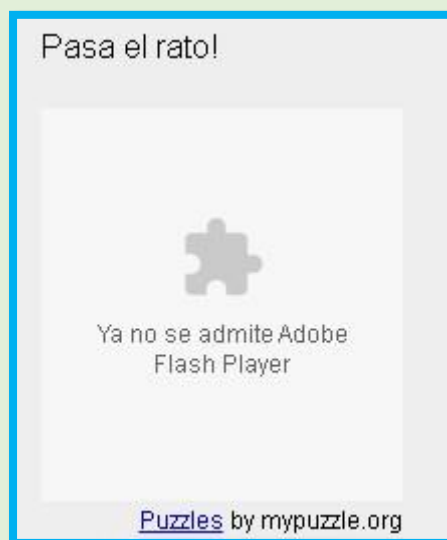 Pasa el rato!
Ya no se admite Adobe
Flash Player
Puzzles by mypuzzle.org